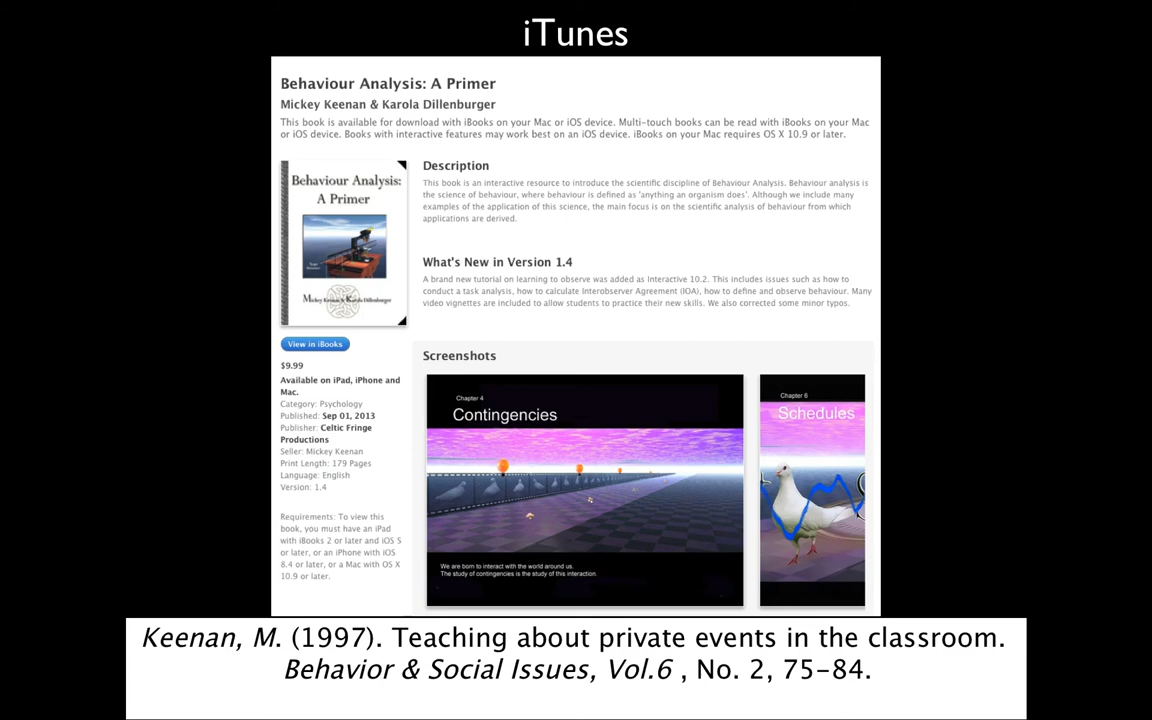 iTunes
Behaviour Analysis: A Primer
Mickey Keenan & Karola Dillenburger
This book is available for download with iBooks on your Mac or iOS device. Multi-touch books can be read with iBooks on your Mac
or iOS device. Books with interactive features may work best on an iOS device. iBooks on your Mac requires OS X 10.9 or later.
Behaviour Analysis:
A Primer
Mickey Keenan & Karola Dillenburger
View in iBooks
$9.99
Available on iPad, iPhone and
Mac.
Category: Psychology
Published: Sep 01, 2013
Publisher: Celtic Fringe
Productions
Seller: Mickey Keenan
Print Length: 179 Pages
Language: English
Version: 1.4
Requirements: To view this
book, you must have an iPad
with iBooks 2 or later and iOS 5
or later, or an iPhone with iOS
8.4 or later, or a Mac with OS X
10.9 or later.
Description
This book is an interactive resource to introduce the scientific discipline of Behaviour Analysis. Behaviour analysis is
the science of behaviour, where behaviour is defined as 'anything an organism does'. Although we include many
examples of the application of this science, the main focus is on the scientific analysis of behaviour from which
applications are derived.
What's New in Version 1.4
A brand new tutorial on learning to observe was added as Interactive 10.2. This includes issues such as how to
conduct a task analysis, how to calculate Interobserver Agreement (IOA), how to define and observe behaviour. Many
video vignettes are included to allow students to practice their new skills. We also corrected some minor typos.
Screenshots
Chapter 4
Contingencies
We are born to interact with the world around us.
The study of contingencies is the study of this interaction.
Chapter 6
Schedules
Keenan, M. (1997). Teaching about private events in the classroom.
Behavior & Social Issues, Vol.6 , No. 2, 75-84.